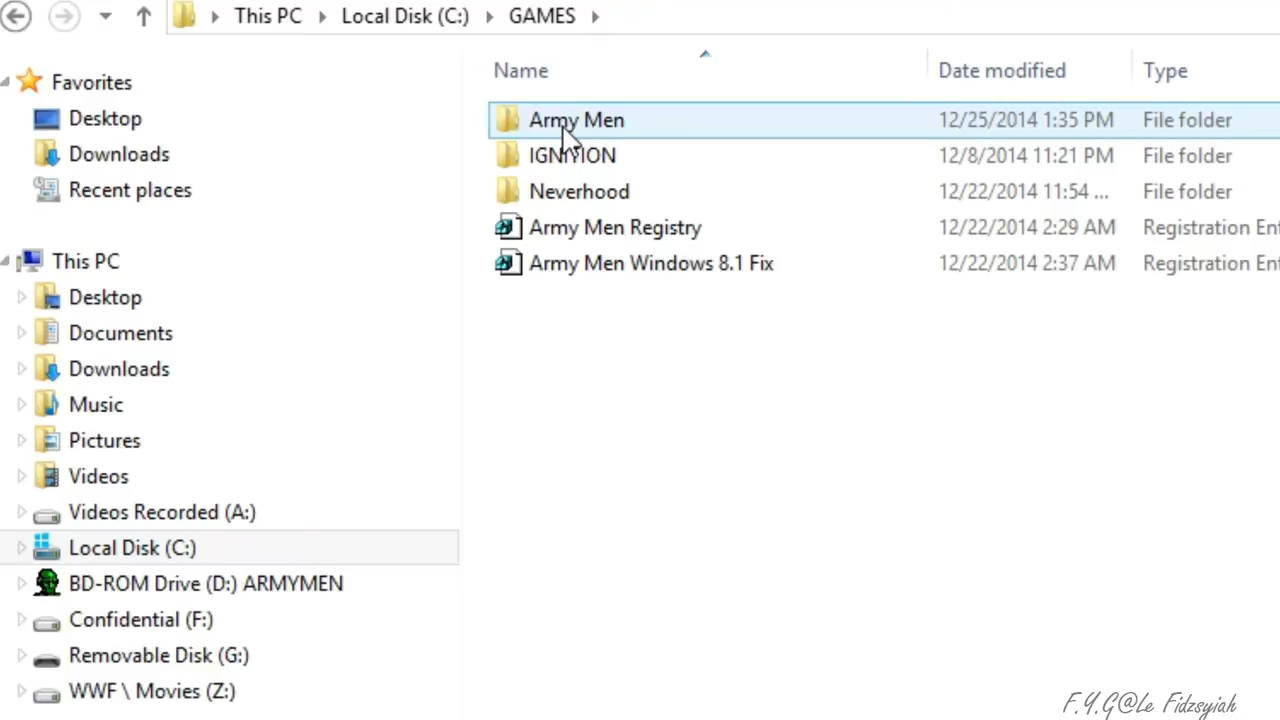 This PC Local Disk (C:) GAMES
Name Date modified Type
Favorites
Desktop
Downloads
Recent places
This PC
Desktop
Documents
Downloads
Music
Pictures
Videos
Videos Recorded (A:)
Local Disk (C:)
BD-ROM Drive (D:) ARMYMEN
Confidential (F:)
Removable Disk (G:)
WWF \ Movies (Z:)
Army Men 12/25/2014 1:35 PM File folder
IGNITION 12/8/2014 11:21 PM File folder
Neverhood 12/22/2014 11:54 ... File folder
Army Men Registry 12/22/2014 2:29 AM Registration Ent
Army Men Windows 8.1 Fix 12/22/2014 2:37 AM Registration Ent
F.Y.G@Le Fidzsyiah